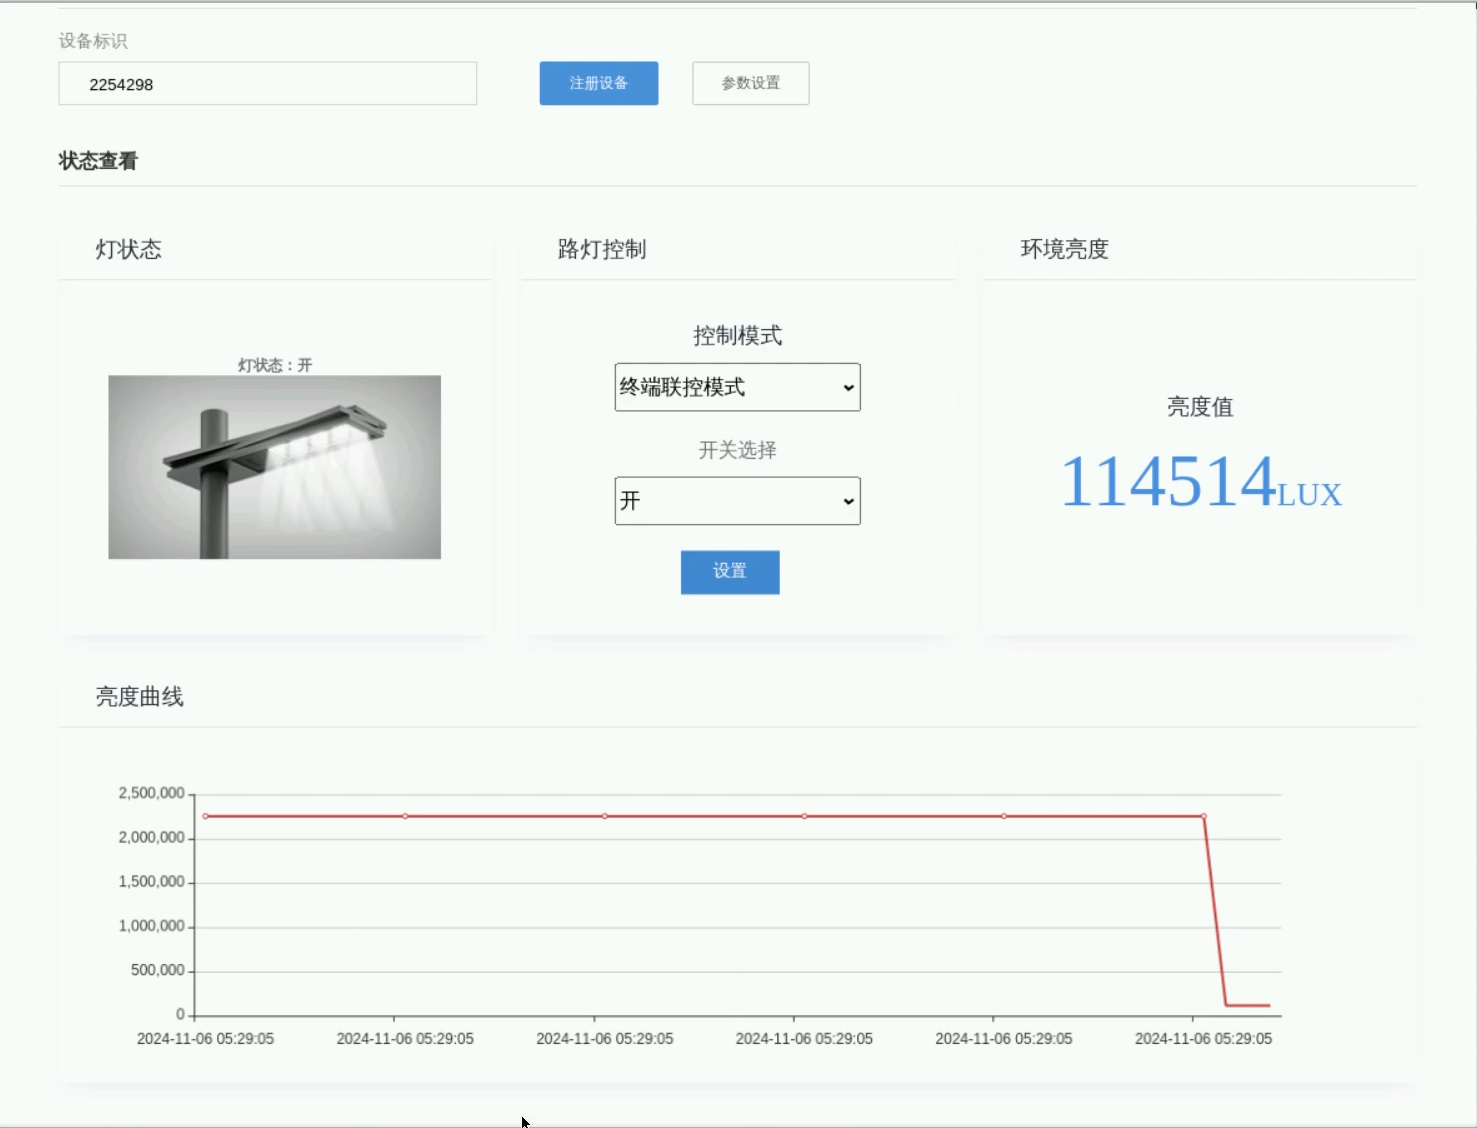 设备标识
2254298
注册设备
参数设置
状态查看
灯状态
灯状态：开
路灯控制
控制模式
终端联控模式
开关选择
开
设置
环境亮度
亮度值
114514LUX
亮度曲线
2,500,000
2,000,000
1,500,000
1,000,000
500,000
0
2024-11-06 05:29:05
2024-11-06 05:29:05
2024-11-06 05:29:05
2024-11-06 05:29:05
2024-11-06 05:29:05
2024-11-06 05:29:05